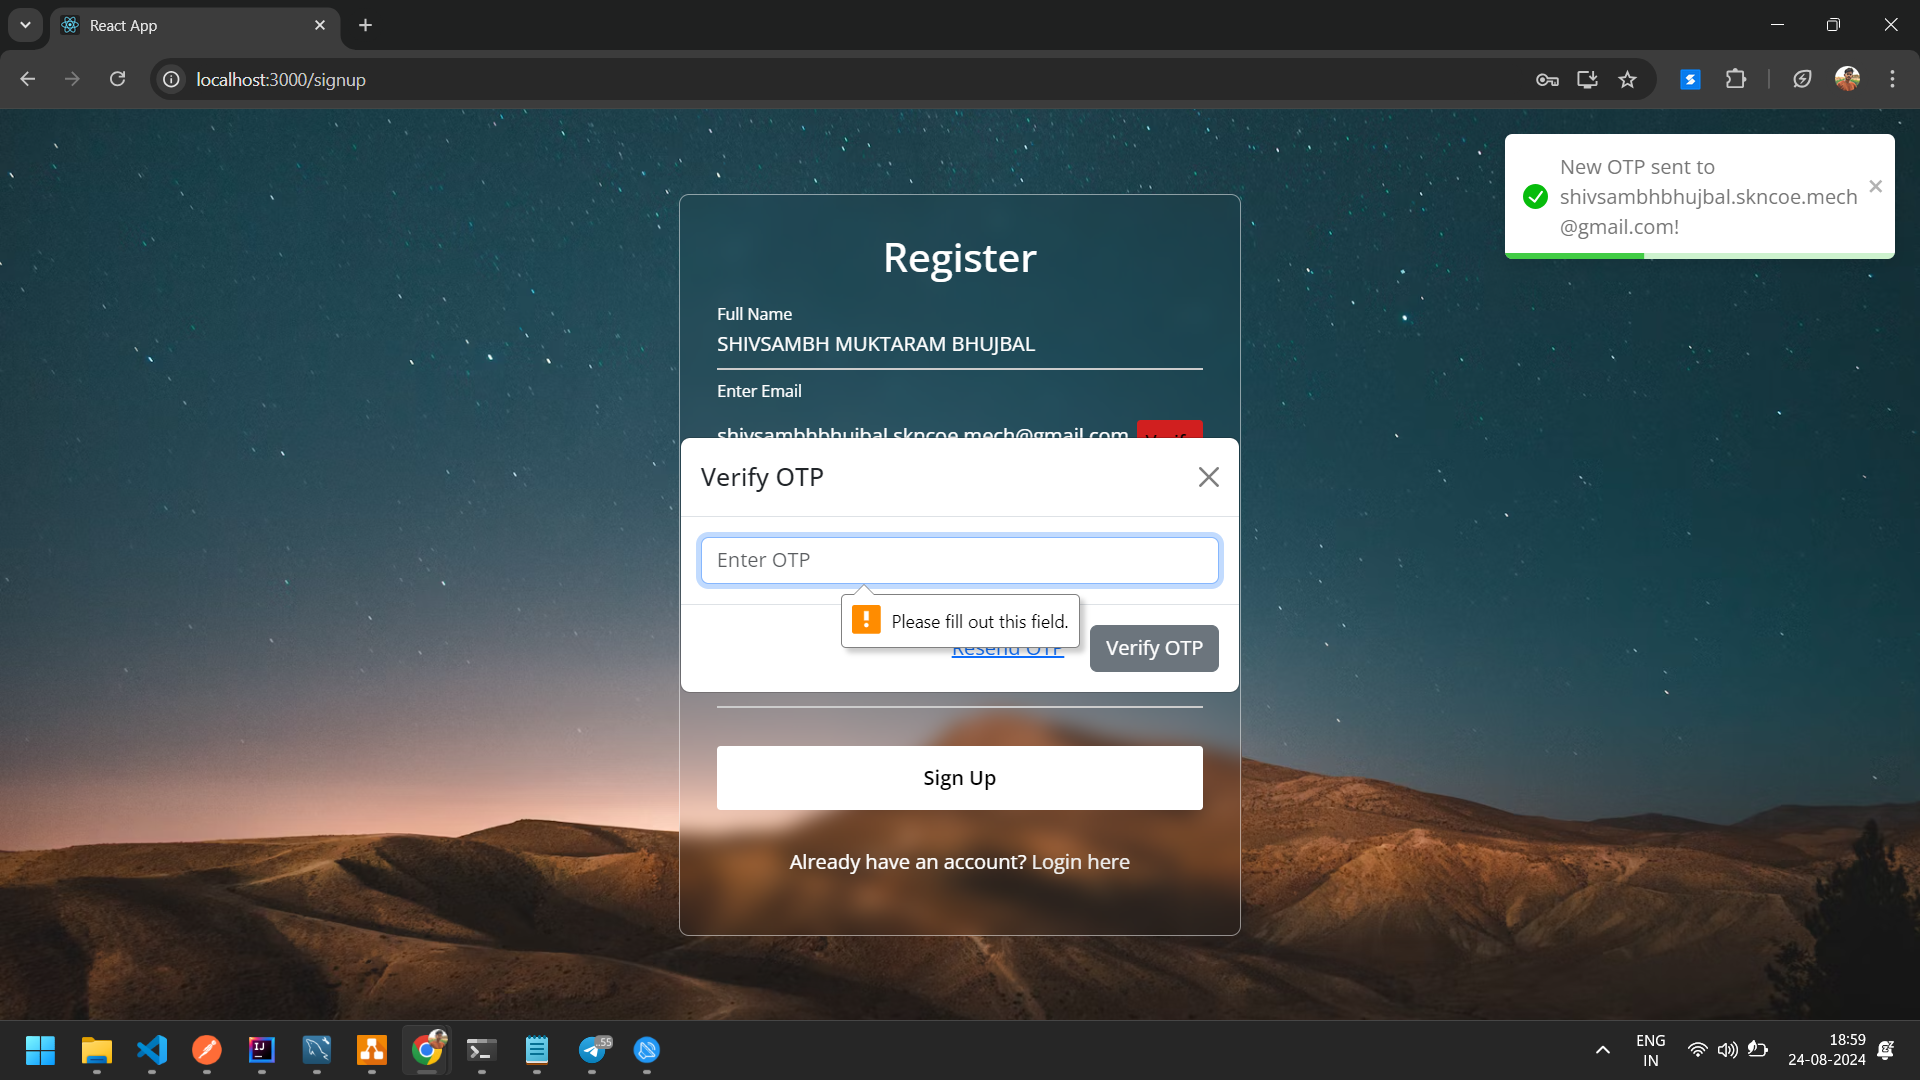 React App
localhost:3000/signup
New OTP sent to
shivsambhbhujbal.skncoe.mech
@gmail.com!
Register
Full Name
SHIVSAMBH MUKTARAM BHUJBAL
Enter Email
shivsambhbhujbal.skncoe.mech@gmail.com Verify
Verify OTP
Enter OTP
Please fill out this field.
Resend OTP
Verify OTP
Sign Up
Already have an account? Login here
IJ
55
ENG
IN
18:59
24-08-2024